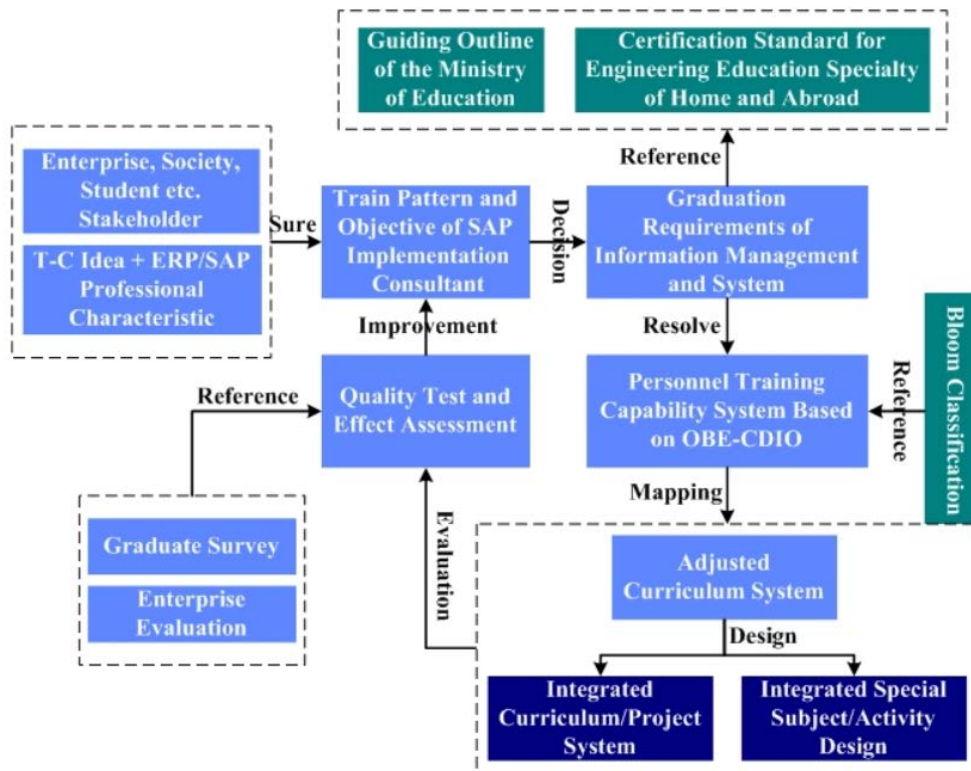 Guiding Outline
of the Ministry
of Education
Certification Standard for
Engineering Education Specialty
of Home and Abroad
Reference
Enterprise, Society,
Student etc.
Stakeholder
T-C Idea + ERP/SAP
Professional
Characteristic
Sure
Train Pattern and
Objective of SAP
Implementation
Consultant
Decision
Graduation
Requirements of
Information Management
and System
Improvement
Resolve
Reference
Quality Test and
Effect Assessment
Personnel Training
Capability System Based
on OBE-CDIO
Reference
Bloom Classification
Mapping
Graduate Survey
Enterprise
Evaluation
Evaluation
Adjusted
Curriculum System
Design
Integrated
Curriculum/Project
System
Integrated Special
Subject/Activity
Design